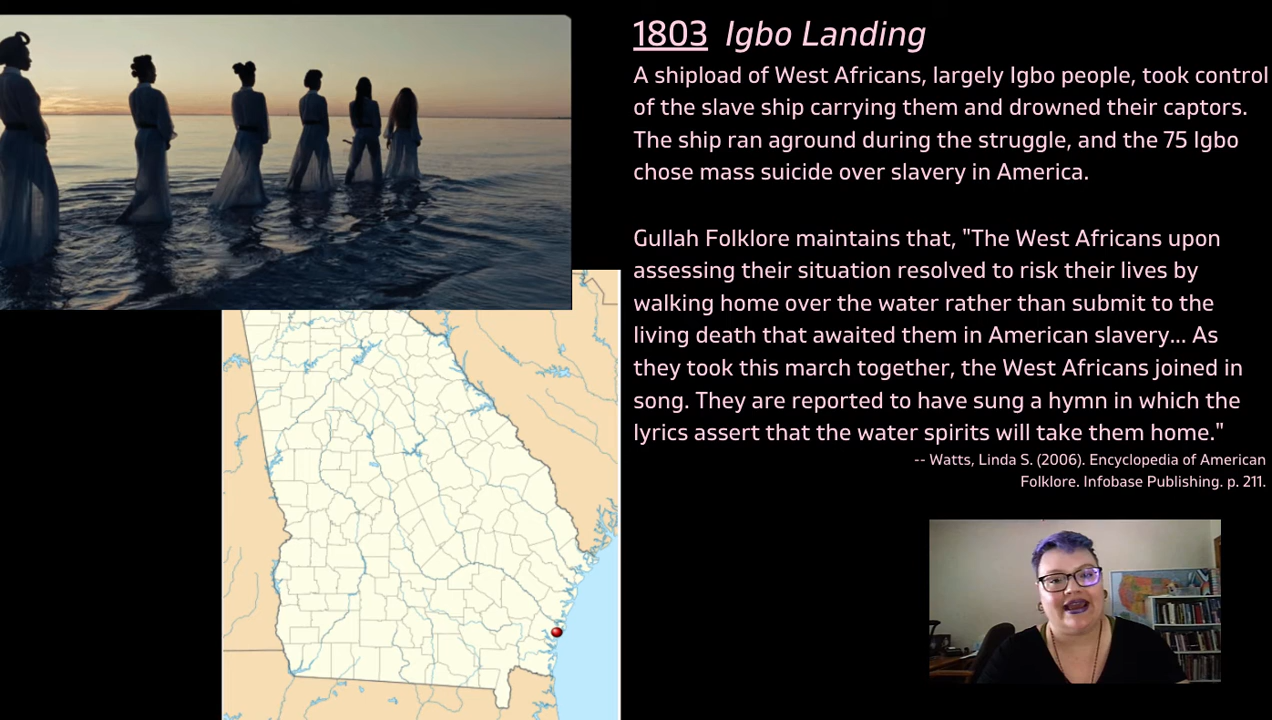 1803 Igbo Landing
A shipload of West Africans, largely Igbo people, took control
of the slave ship carrying them and drowned their captors.
The ship ran aground during the struggle, and the 75 Igbo
chose mass suicide over slavery in America.
Gullah Folklore maintains that, "The West Africans upon
assessing their situation resolved to risk their lives by
walking home over the water rather than submit to the
living death that awaited them in American slavery... As
they took this march together, the West Africans joined in
song. They are reported to have sung a hymn in which the
lyrics assert that the water spirits will take them home."
-- Watts, Linda S. (2006). Encyclopedia of American
Folklore. Infobase Publishing. p. 211.